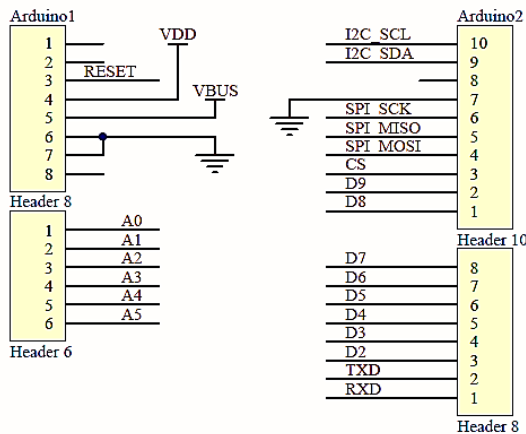 Arduino1
1
2
RESET
3
VDD
4
VBUS
5
6
7
8
Header 8
1 A0
2 A1
3 A2
4 A3
5 A4
6 A5
Header 6
Arduino2
I2C_SCL 10
I2C_SDA 9
8
7
SPI_SCK 6
SPI_MISO 5
SPI_MOSI 4
CS 3
D9 2
D8 1
Header 10
D7 8
D6 7
D5 6
D4 5
D3 4
D2 3
TXD 2
RXD 1
Header 8